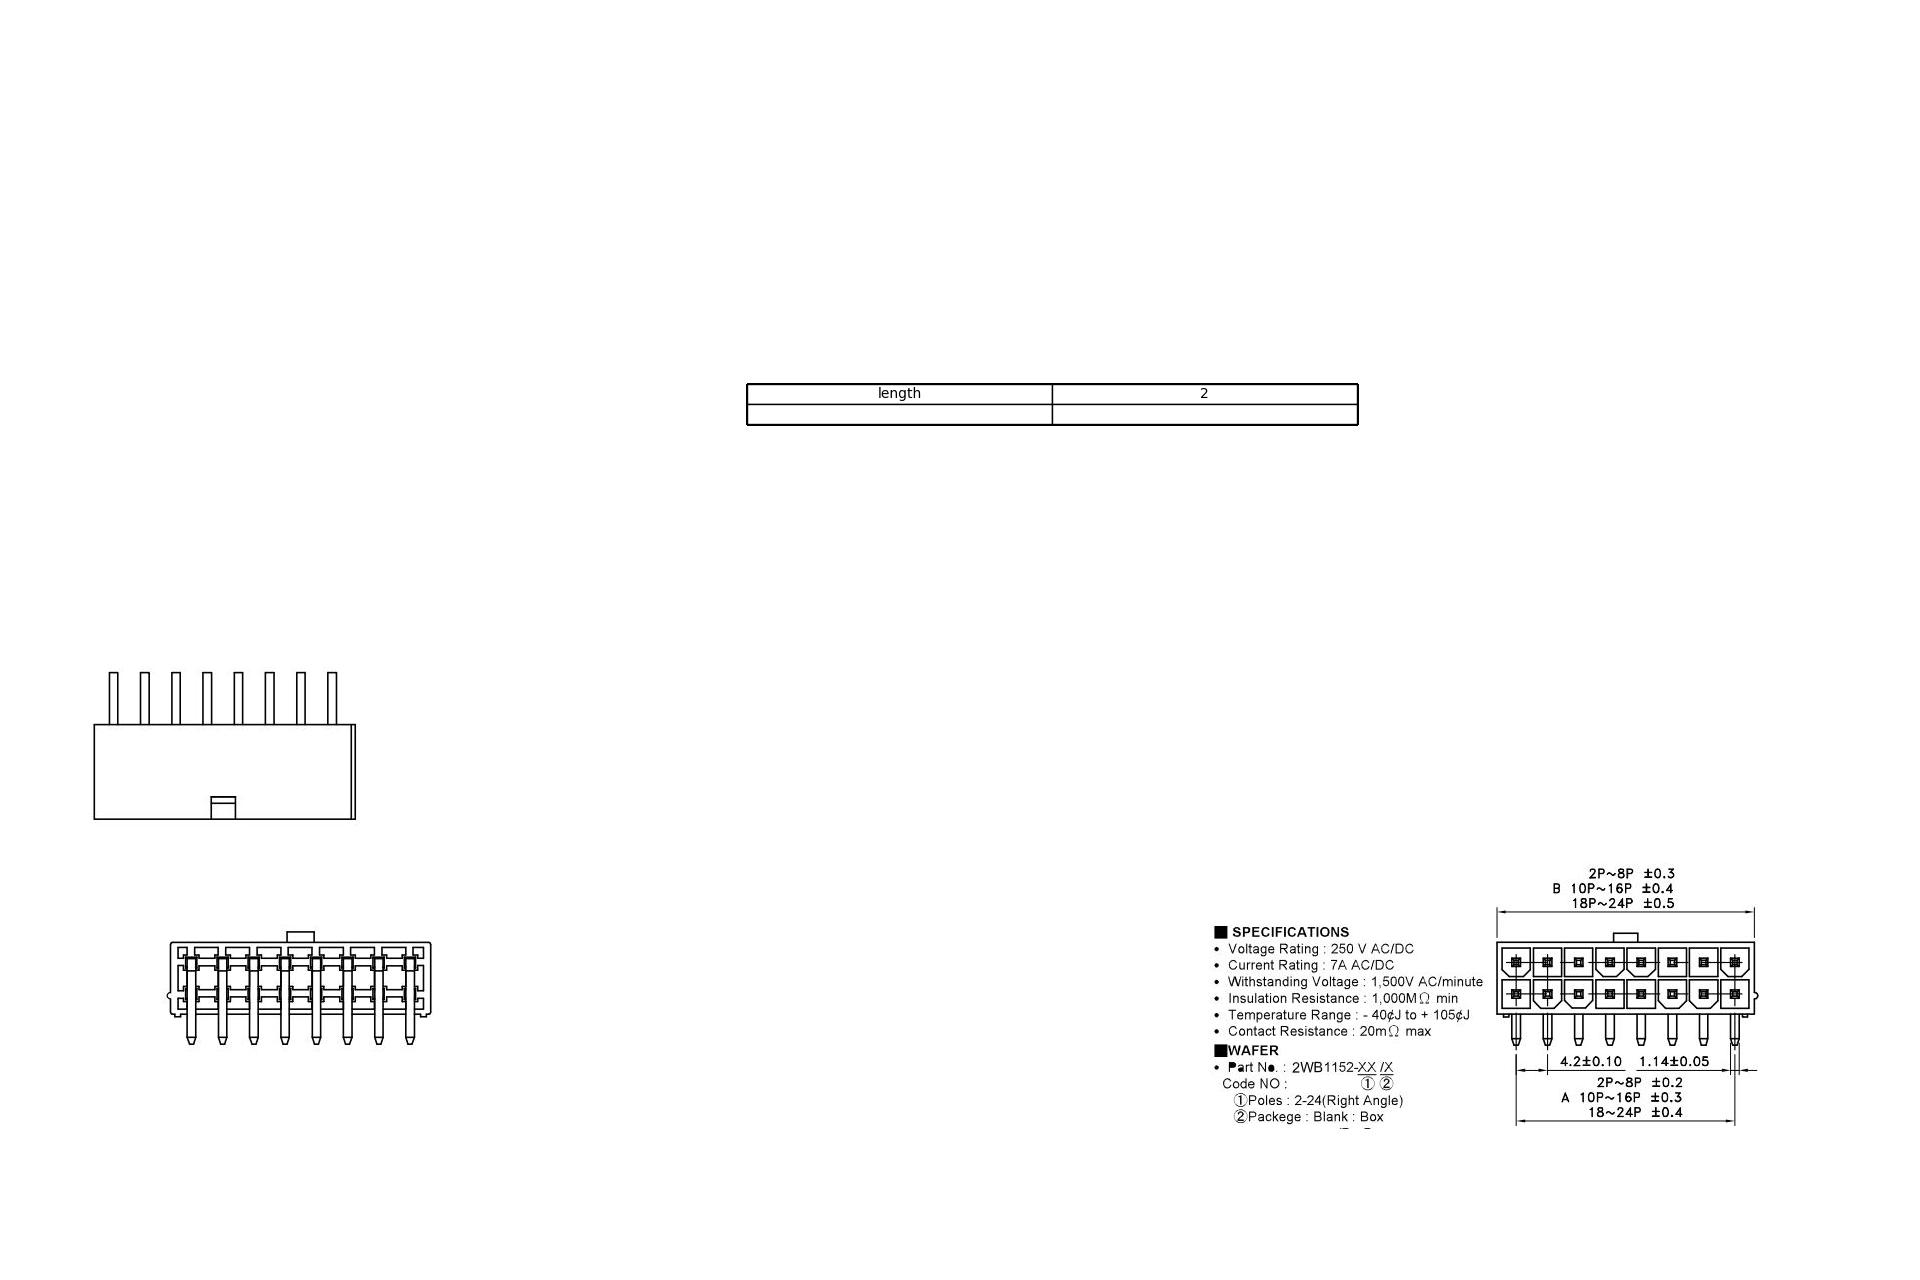 length 2
2P~8P ±0.3
B 10P~16P ±0.4
18P~24P ±0.5
■ SPECIFICATIONS
• Voltage Rating : 250 V AC/DC
• Current Rating : 7A AC/DC
• Withstanding Voltage : 1,500V AC/minute
• Insulation Resistance : 1,000MΩ min
• Temperature Range : - 40¢J to + 105¢J
• Contact Resistance : 20mΩ max
■WAFER
• Part No. : 2WB1152-XX /X
Code NO : ① ②
①Poles : 2-24(Right Angle)
②Packege : Blank : Box
4.2±0.10 1.14±0.05
2P~8P ±0.2
A 10P~16P ±0.3
18~24P ±0.4